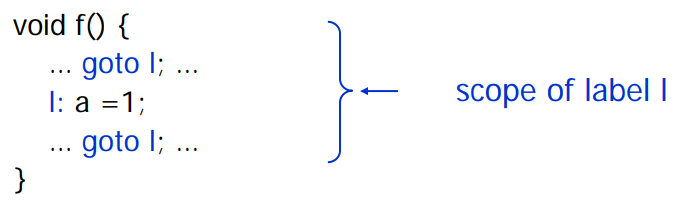 void f() {
... goto l; ...
l: a =1;
... goto l; ...
}
scope of label l